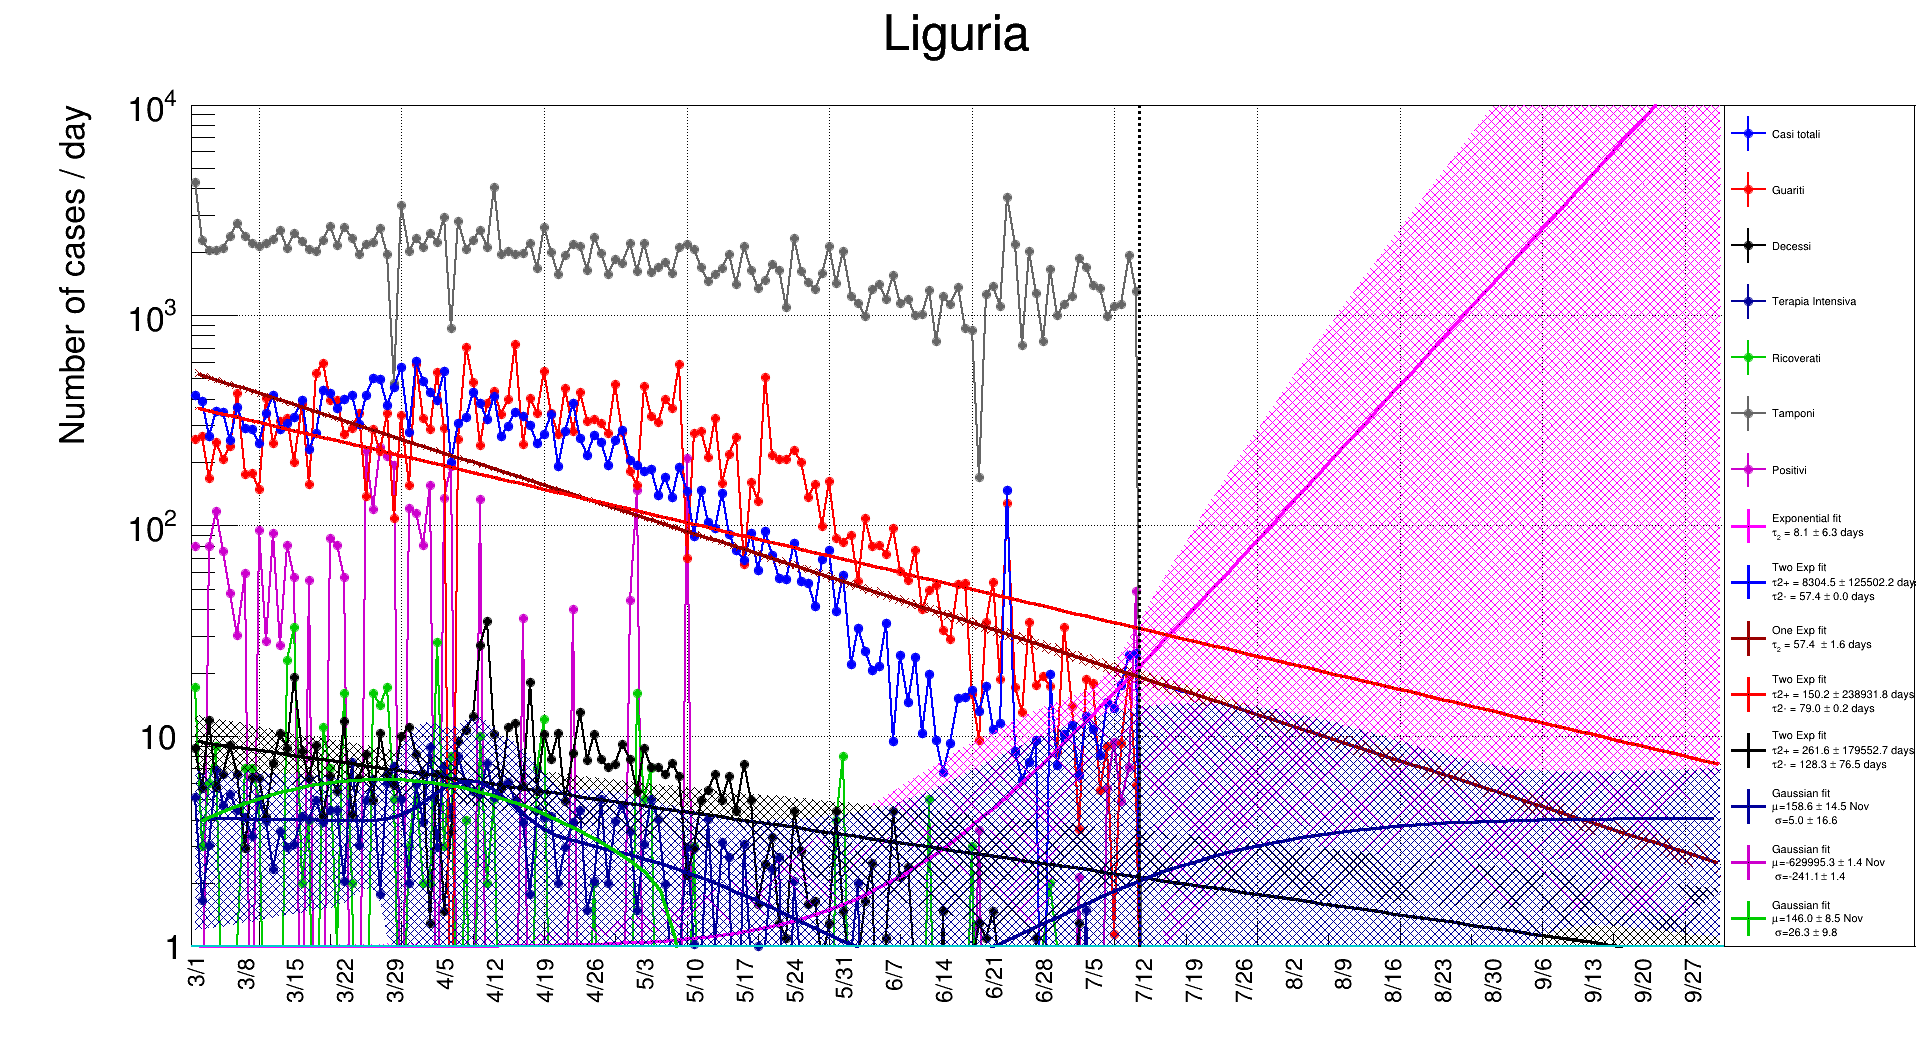 Liguria
Number of cases / day
10^4
10^3
10^2
10
1
3/1
3/8
3/15
3/22
3/29
4/5
4/12
4/19
4/26
5/3
5/10
5/17
5/24
5/31
6/7
6/14
6/21
6/28
7/5
7/12
7/19
7/26
8/2
8/9
8/16
8/23
8/30
9/6
9/13
9/20
9/27
Casi totali
Guariti
Decessi
Terapia Intensiva
Ricoverati
Tamponi
Positivi
Exponential fit
τ₂ = 8.1 ± 6.3 days
Two Exp fit
τ2+ = 8304.5 ± 125502.2 day
τ2- = 57.4 ± 0.0 days
One Exp fit
τ₂ = 57.4 ± 1.6 days
Two Exp fit
τ2+ = 150.2 ± 238931.8 days
τ2- = 79.0 ± 0.2 days
Two Exp fit
τ2+ = 261.6 ± 179552.7 days
τ2- = 128.3 ± 76.5 days
Gaussian fit
μ=158.6 ± 14.5 Nov
σ=5.0 ± 16.6
Gaussian fit
μ=-629995.3 ± 1.4 Nov
σ=-241.1 ± 1.4
Gaussian fit
μ=146.0 ± 8.5 Nov
σ=26.3 ± 9.8